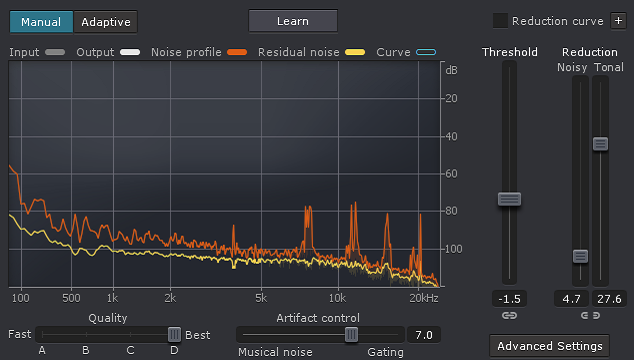 Manual Adaptive Learn Reduction curve +
Input Output Noise profile Residual noise Curve Threshold Reduction
Noisy Tonal
dB
20
40
60
80
100
100 500 1k 2k 5k 10k 20kHz
-1.5 4.7 27.6
Quality Artifact control
Fast Best 7.0
A B C D Musical noise Gating
Advanced Settings